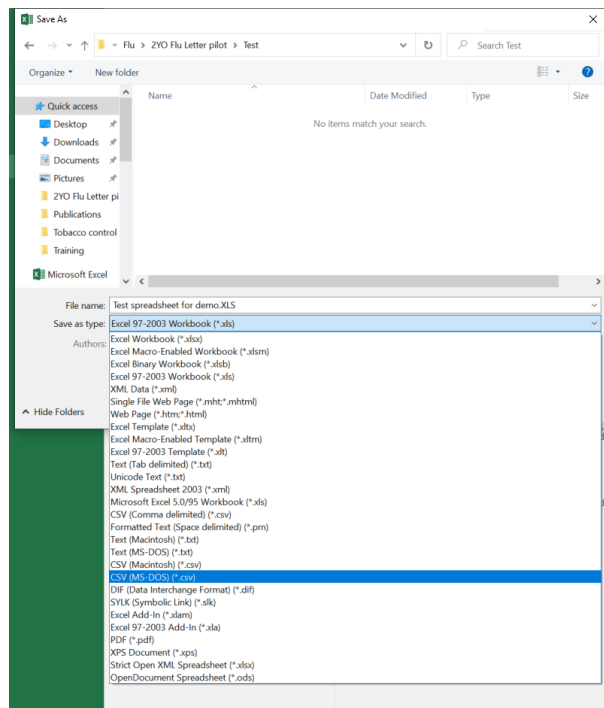 Save As
« Flu > 2YO Flu Letter pilot > Test
Search Test
Organize
New folder
Name
Date Modified
Type
Size
Quick access
Desktop
Downloads
Documents
Pictures
2YO Flu Letter pi
Publications
Tobacco control
Training
Microsoft Excel
No items match your search.
File name: Test spreadsheet for demo.XLS
Save as type: Excel 97-2003 Workbook (*.xls)
Authors:
Hide Folders
Excel Workbook (*.xlsx)
Excel Macro-Enabled Workbook (*.xlsm)
Excel Binary Workbook (*.xlsb)
Excel 97-2003 Workbook (*.xls)
XML Data (*.xml)
Single File Web Page (*.mht;*.mhtml)
Web Page (*.htm;*.html)
Excel Template (*.xltx)
Excel Macro-Enabled Template (*.xltm)
Excel 97-2003 Template (*.xlt)
Text (Tab delimited) (*.txt)
Unicode Text (*.txt)
XML Spreadsheet 2003 (*.xml)
Microsoft Excel 5.0/95 Workbook (*.xls)
CSV (Comma delimited) (*.csv)
Formatted Text (Space delimited) (*.prn)
Text (Macintosh) (*.txt)
Text (MS-DOS) (*.txt)
CSV (Macintosh) (*.csv)
CSV (MS-DOS) (*.csv)
DIF (Data Interchange Format) (*.dif)
SYLK (Symbolic Link) (*.slk)
Excel Add-In (*.xlam)
Excel 97-2003 Add-In (*.xla)
PDF (*.pdf)
XPS Document (*.xps)
Strict Open XML Spreadsheet (*.xlsx)
OpenDocument Spreadsheet (*.ods)